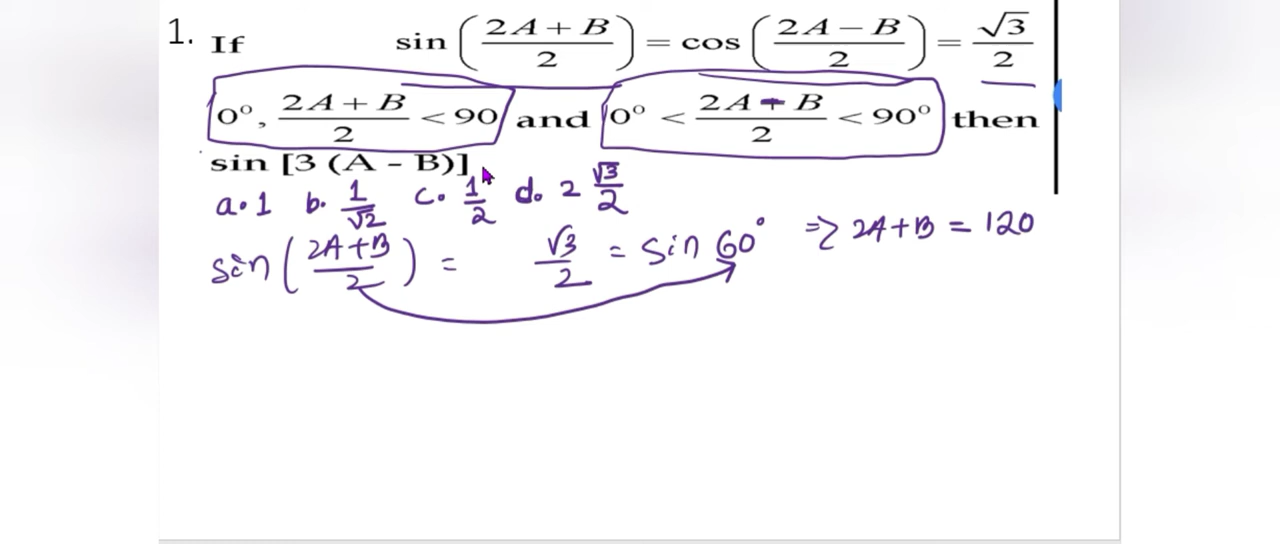 1. If sin (2A + B / 2) = cos (2A − B / 2) = √3 / 2
0°, 2A + B / 2 < 90 and 0° < 2A - B / 2 < 90° then
sin [3 (A - B)]
a. 1 b. 1/√2 c. 1/2 d. 2 √3/2
sin (2A+B / 2) = √3/2 = sin 60° ⇒ 2A+B = 120